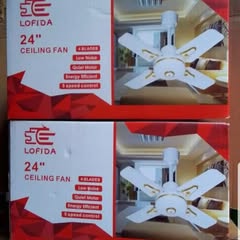 LOFIDA
24"
CEILING FAN
4 BLADES
Low Noise
Quiet Motor
Energy Efficient
5 speed control
LOFIDA
24"
CEILING FAN
4 BLADES
Low Noise
Quiet Motor
Energy Efficient
5 speed control